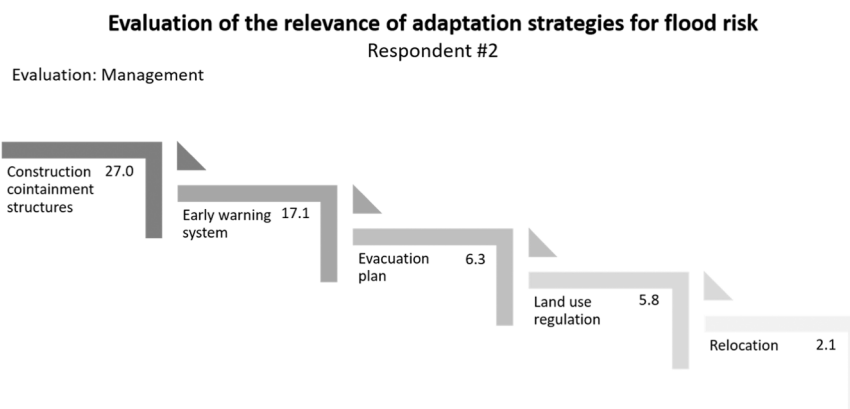 Evaluation of the relevance of adaptation strategies for flood risk
Respondent #2
Evaluation: Management
Construction 27.0
cointainment
structures
Early warning 17.1
system
Evacuation 6.3
plan
Land use 5.8
regulation
Relocation 2.1